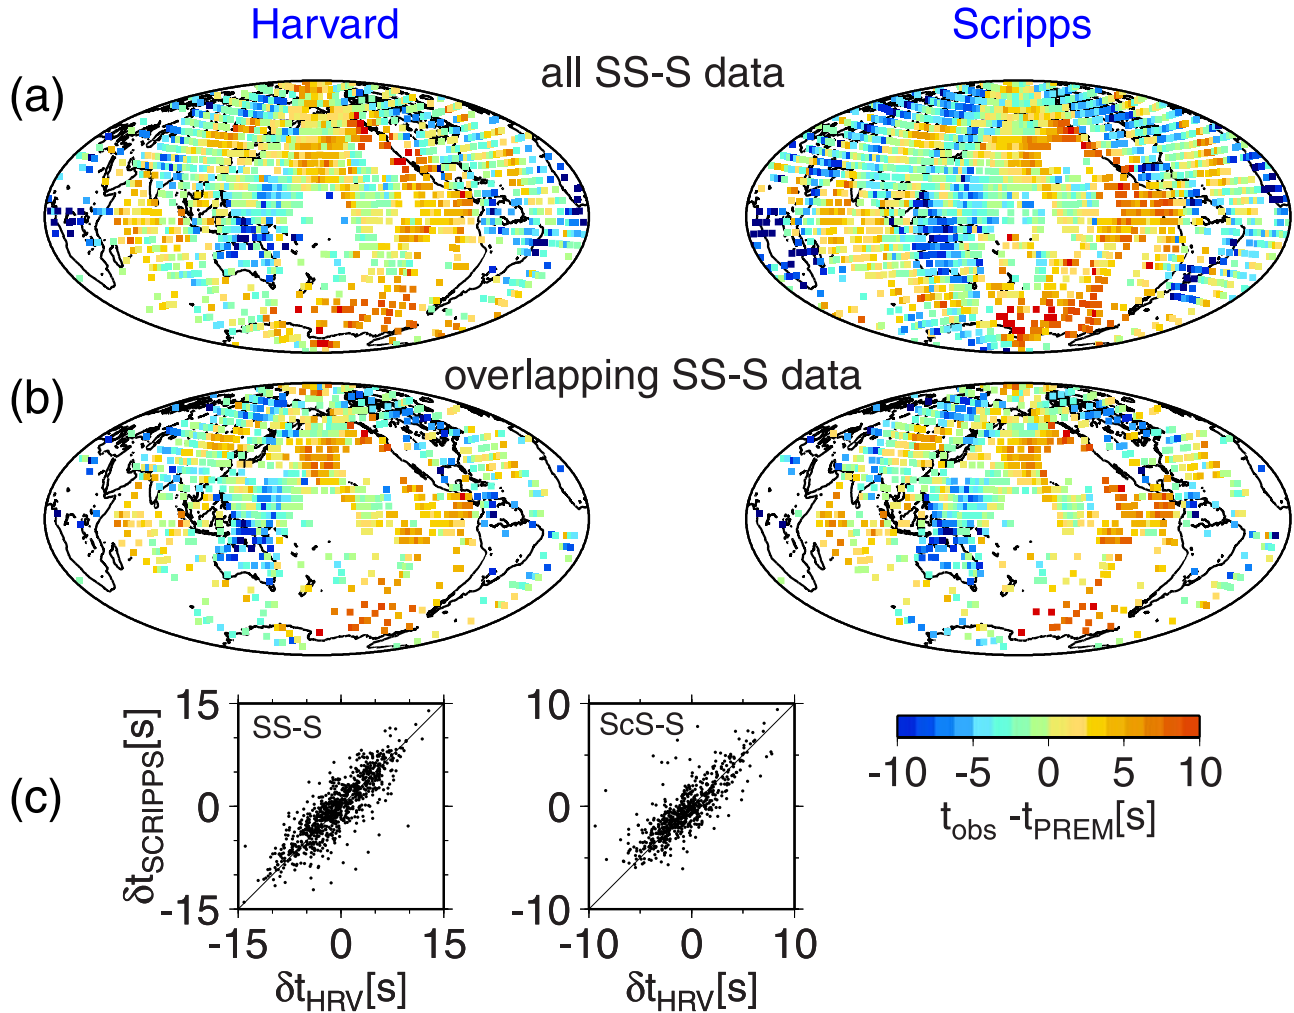 Harvard
Scripps
(a)
all SS-S data
(b)
overlapping SS-S data
(c)
15
0
-15
δtSCRIPPS[s]
SS-S
-15 0 15
δtHRV[s]
10
0
-10
ScS-S
-10 0 10
δtHRV[s]
-10 -5 0 5 10
tobs -tPREM[s]